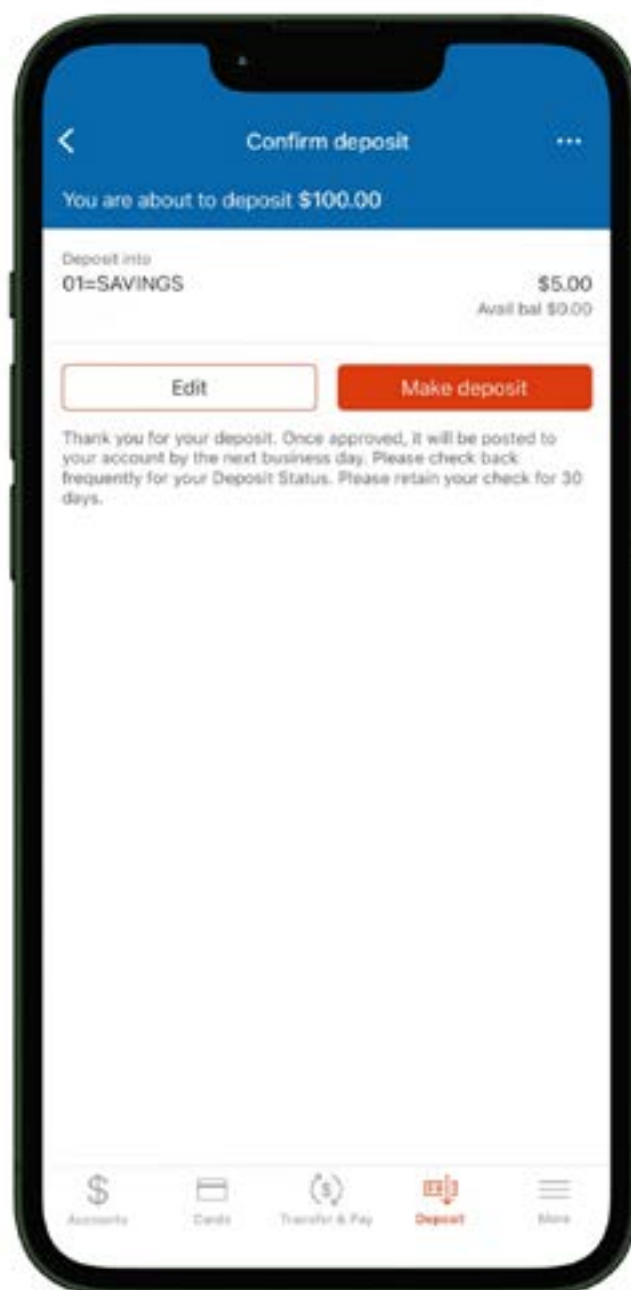 Confirm deposit
You are about to deposit $100.00
Deposit into
01=SAVINGS
$5.00
Avail bal $0.00
Edit
Make deposit
Thank you for your deposit. Once approved, it will be posted to
your account by the next business day. Please check back
frequently for your Deposit Status. Please retain your check for 30
days.
Accounts
Cards
Transfer & Pay
Deposit
More